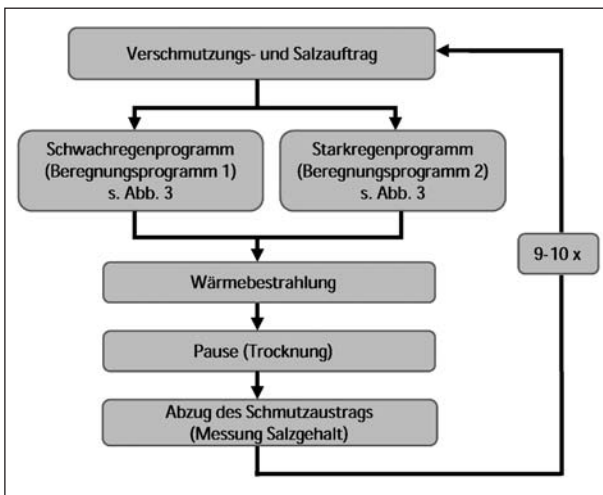 Verschmutzungs- und Salzauftrag
Schwachregenprogramm
(Beregnungsprogramm 1)
s. Abb. 3
Starkregenprogramm
(Beregnungsprogramm 2)
s. Abb. 3
9-10 x
Wärmebestrahlung
Pause (Trocknung)
Abzug des Schmutzaustrags
(Messung Salzgehalt)